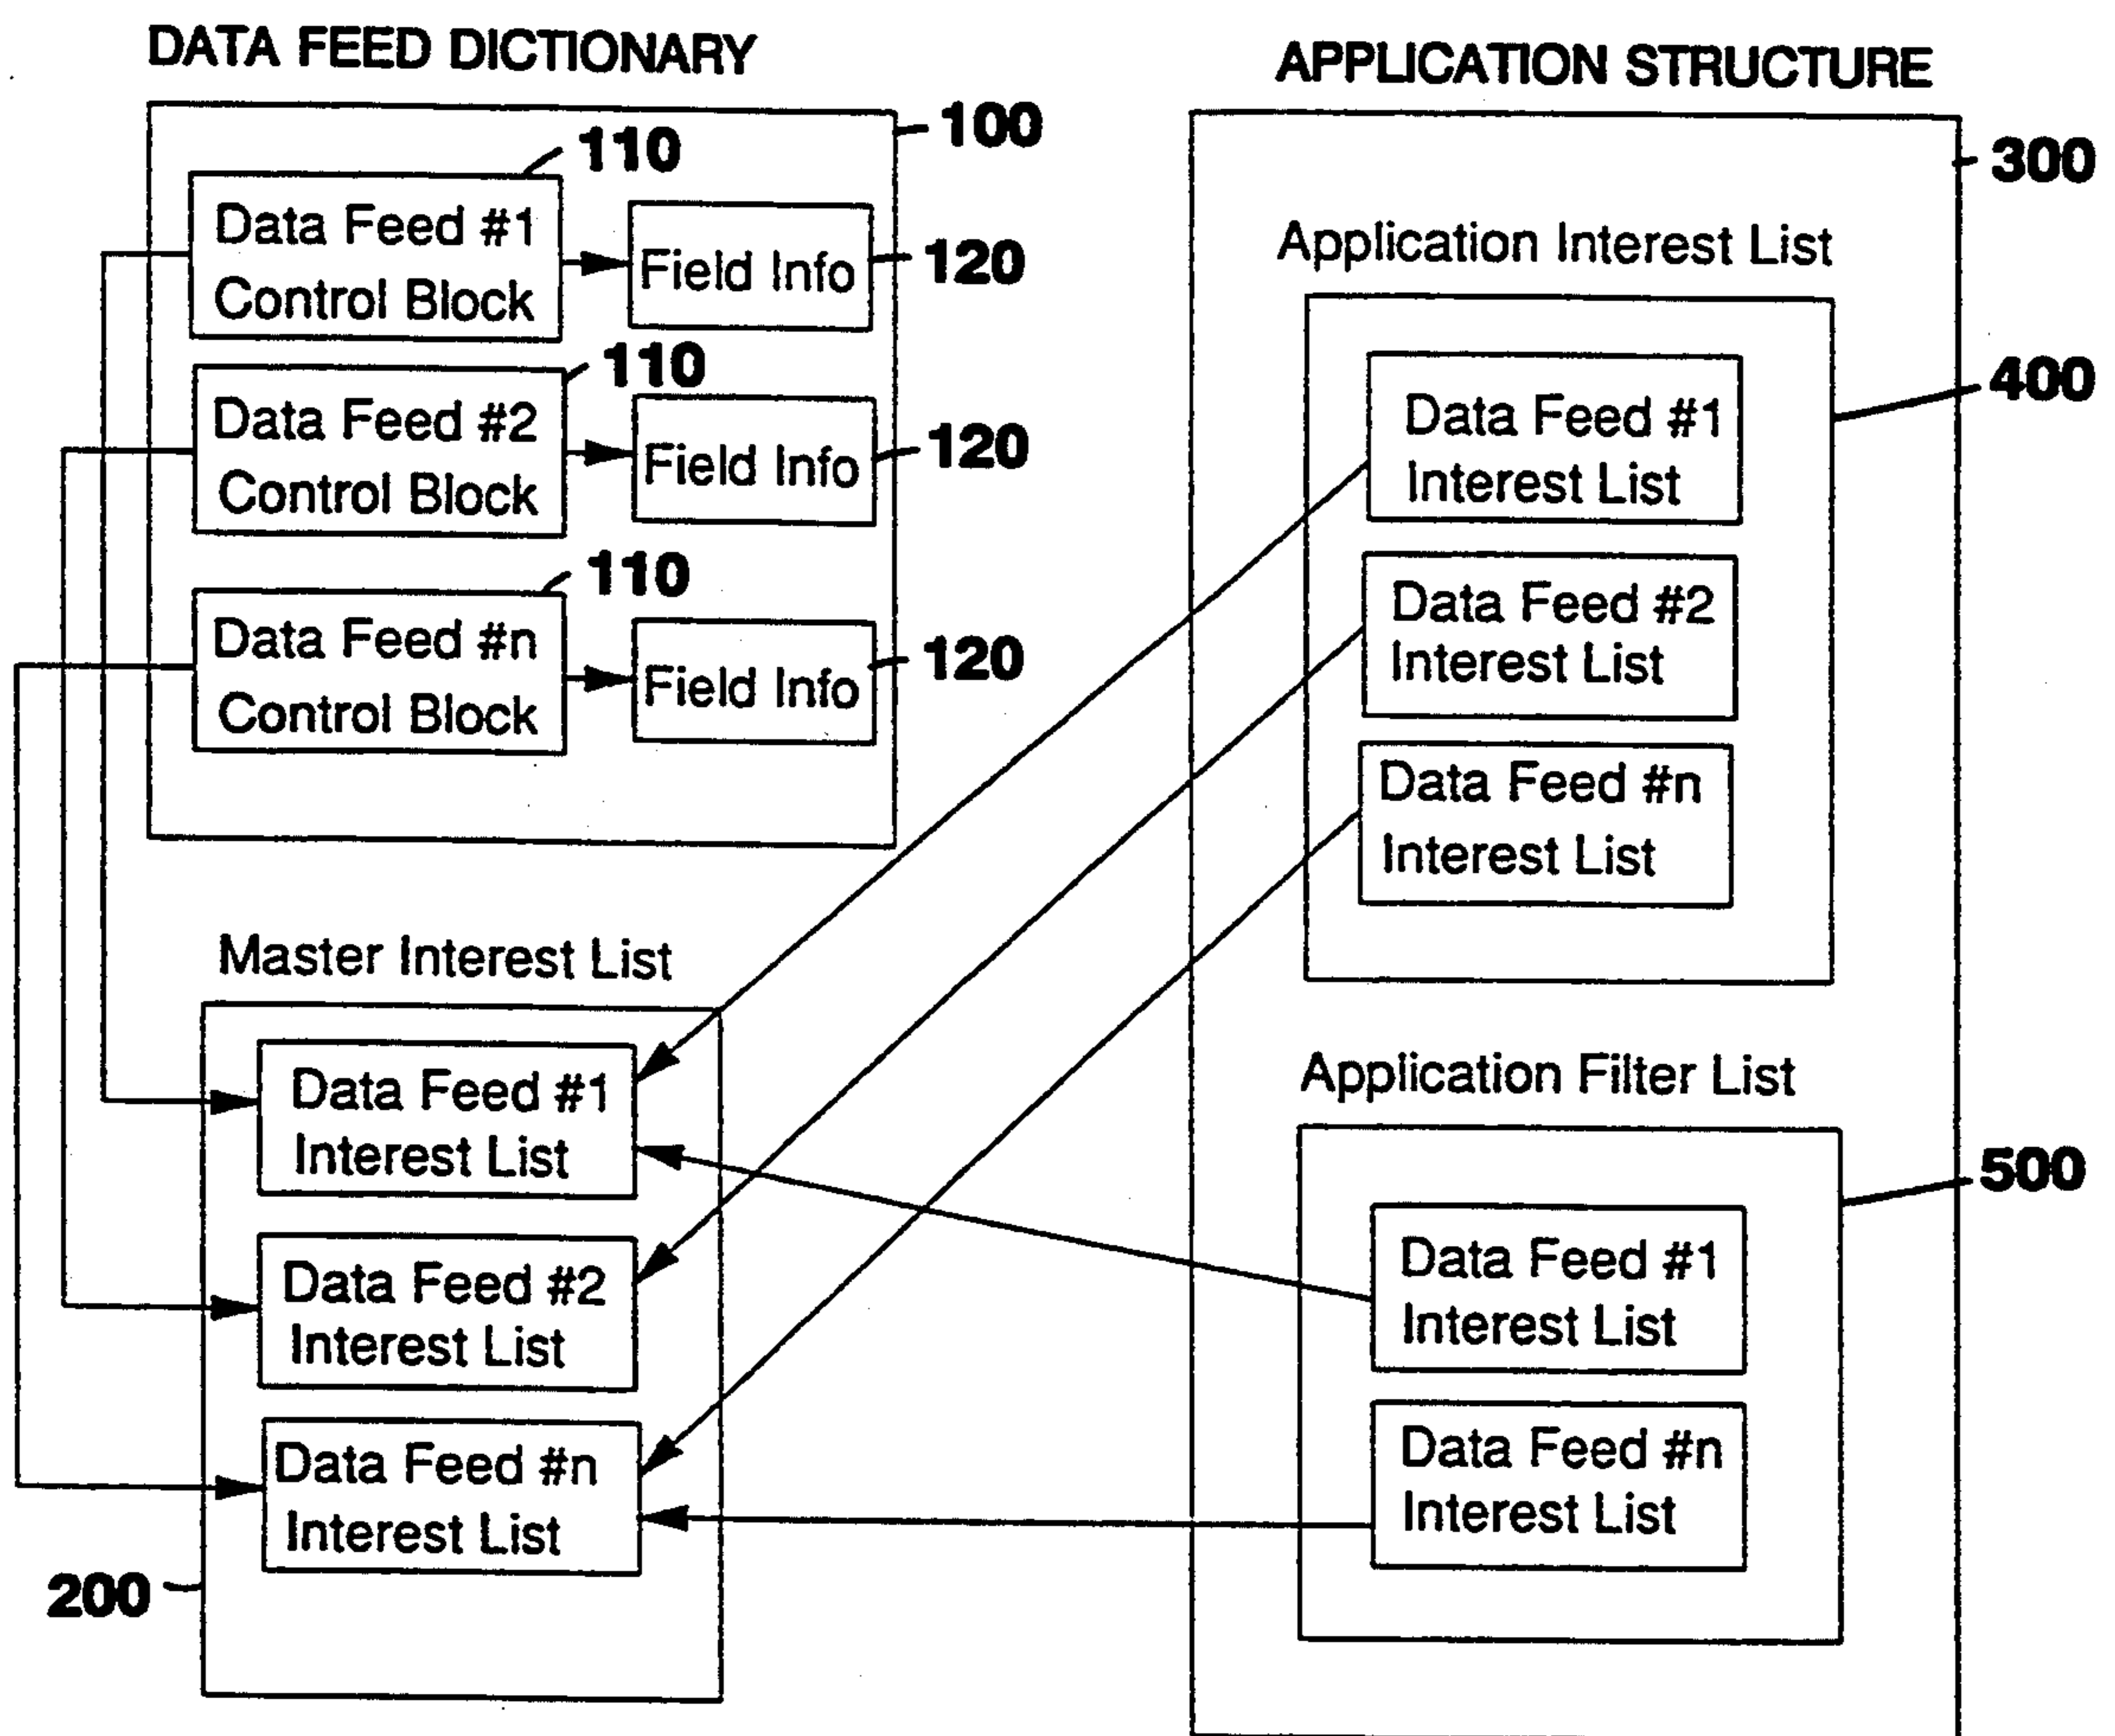 DATA FEED DICTIONARY
100
110
Data Feed #1
Control Block
Field Info
120
110
Data Feed #2
Control Block
Field Info
120
110
Data Feed #n
Control Block
Field Info
120
Master Interest List
Data Feed #1
Interest List
Data Feed #2
Interest List
Data Feed #n
Interest List
200
APPLICATION STRUCTURE
300
Application Interest List
400
Data Feed #1
Interest List
Data Feed #2
Interest List
Data Feed #n
Interest List
Application Filter List
500
Data Feed #1
Interest List
Data Feed #n
Interest List